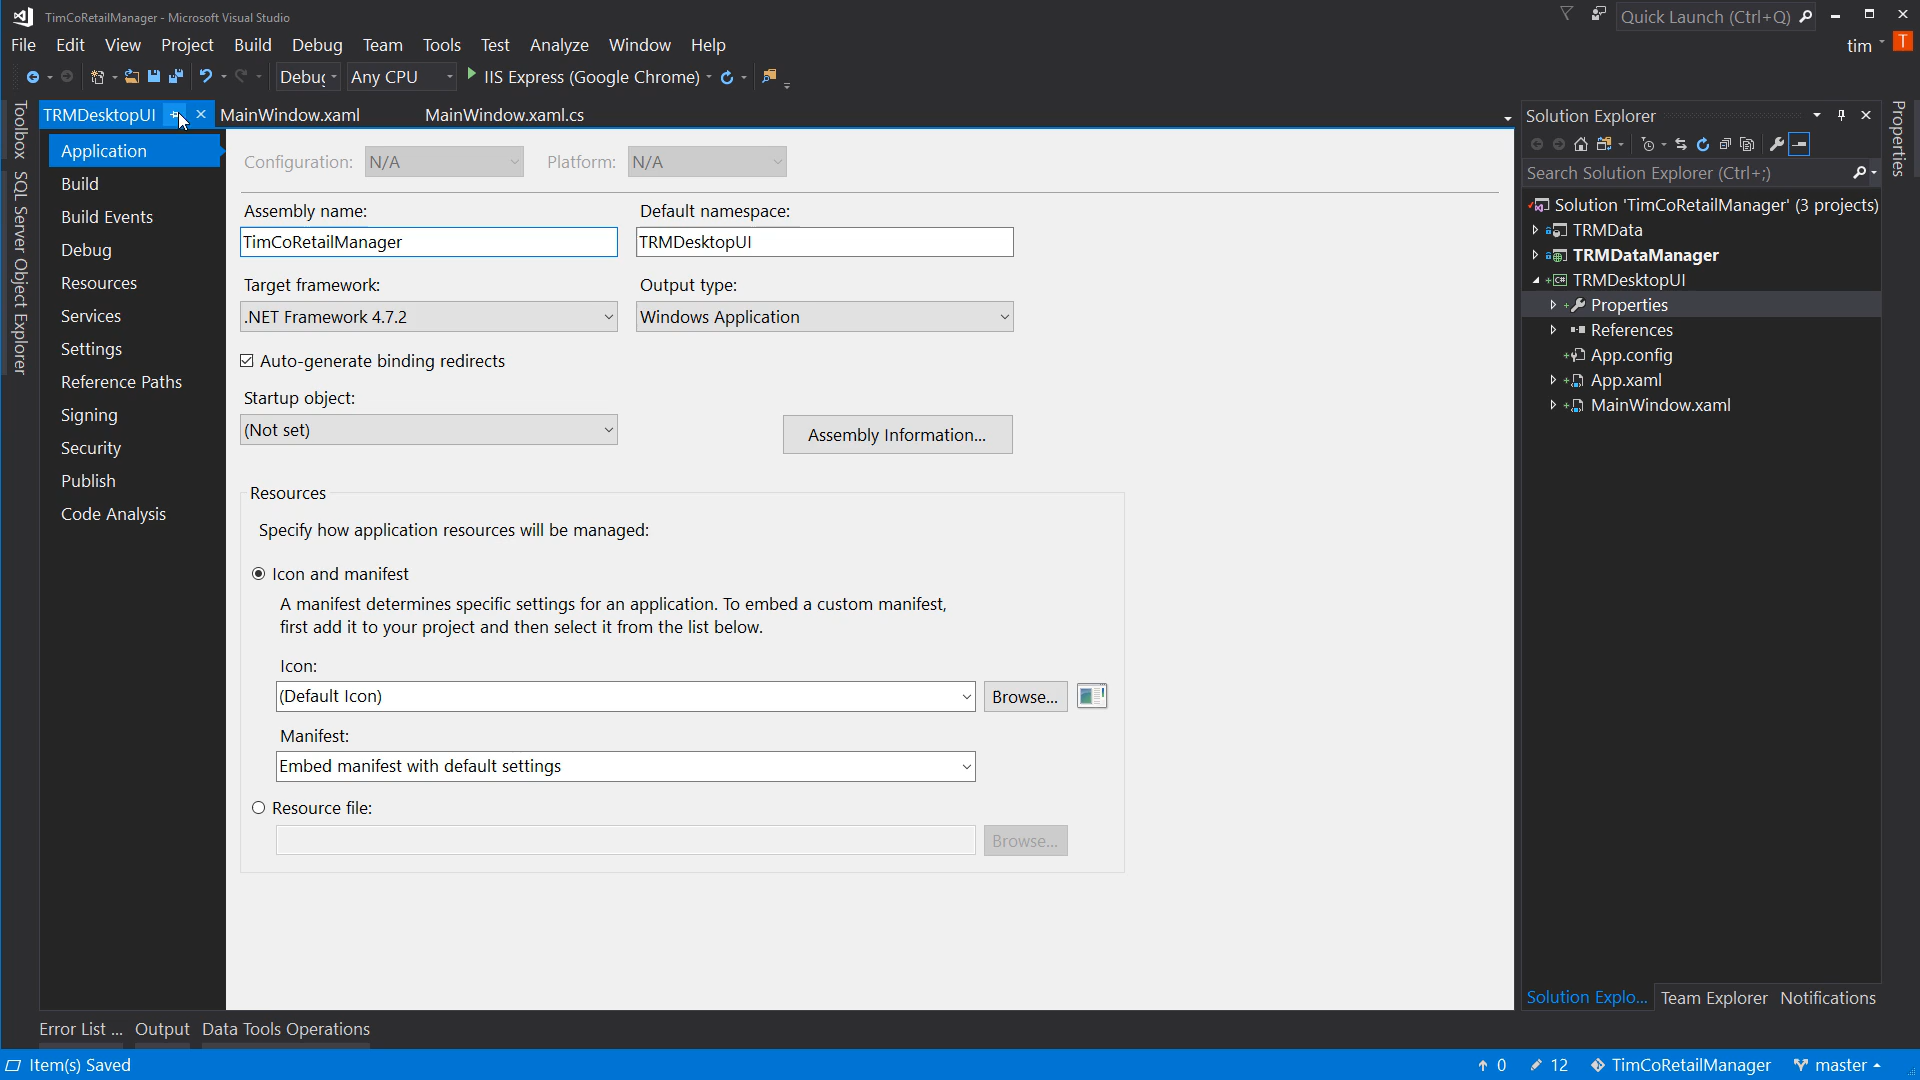 TimCoRetailManager - Microsoft Visual Studio
Quick Launch (Ctrl+Q)
File Edit View Project Build Debug Team Tools Test Analyze Window Help
tim T
Debug Any CPU IIS Express (Google Chrome)
Toolbox
SQL Server Object Explorer
TRMDesktopUI MainWindow.xaml MainWindow.xaml.cs
Application
Build
Build Events
Debug
Resources
Services
Settings
Reference Paths
Signing
Security
Publish
Code Analysis
Configuration: N/A Platform: N/A
Assembly name: Default namespace:
TimCoRetailManager TRMDesktopUI
Target framework: Output type:
.NET Framework 4.7.2 Windows Application
Auto-generate binding redirects
Startup object:
(Not set) Assembly Information...
Resources
Specify how application resources will be managed:
Icon and manifest
A manifest determines specific settings for an application. To embed a custom manifest,
first add it to your project and then select it from the list below.
Icon:
(Default Icon) Browse...
Manifest:
Embed manifest with default settings
Resource file:
Browse...
Solution Explorer
Search Solution Explorer (Ctrl+;)
Solution 'TimCoRetailManager' (3 projects)
TRMData
TRMDataManager
TRMDesktopUI
Properties
References
App.config
App.xaml
MainWindow.xaml
Solution Explo... Team Explorer Notifications
Properties
Error List ... Output Data Tools Operations
Item(s) Saved 0 12 TimCoRetailManager master